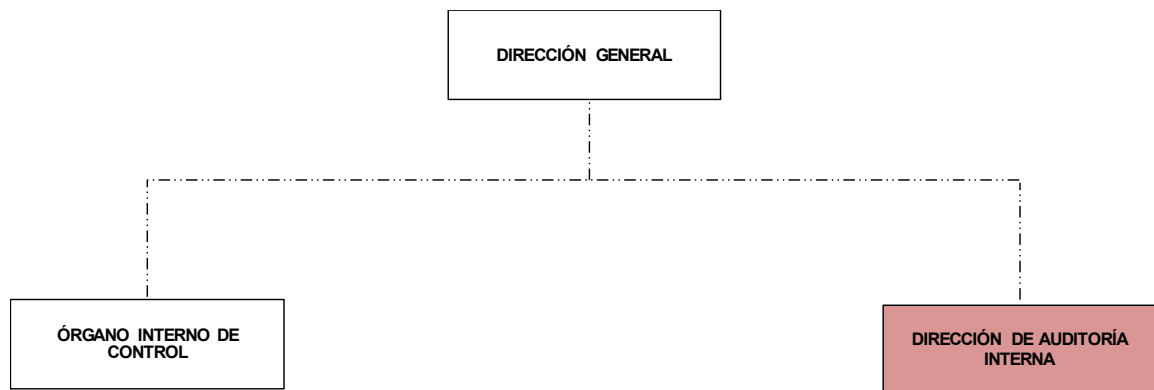 DIRECCIÓN GENERAL
ÓRGANO INTERNO DE
CONTROL
DIRECCIÓN DE AUDITORÍA
INTERNA